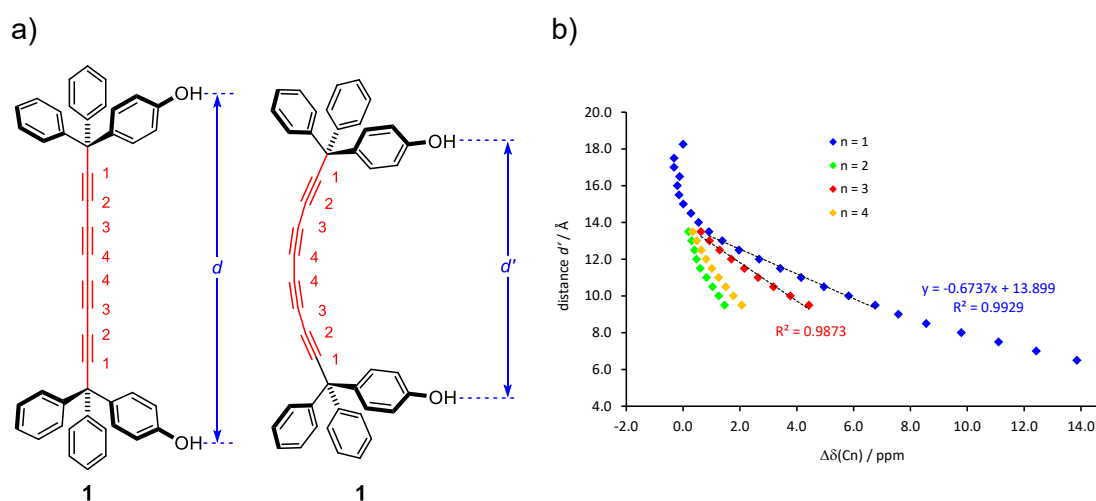 a)
OH
1
2
3
4
4
3
2
1
OH
d
1
OH
1
2
3
4
4
3
2
1
OH
d'
1
b)
distance d' / Å
20.0
18.0
16.0
14.0
12.0
10.0
8.0
6.0
4.0
n = 1
n = 2
n = 3
n = 4
y = -0.6737x + 13.899
R² = 0.9929
R² = 0.9873
-2.0 0.0 2.0 4.0 6.0 8.0 10.0 12.0 14.0
Δδ(Cn) / ppm